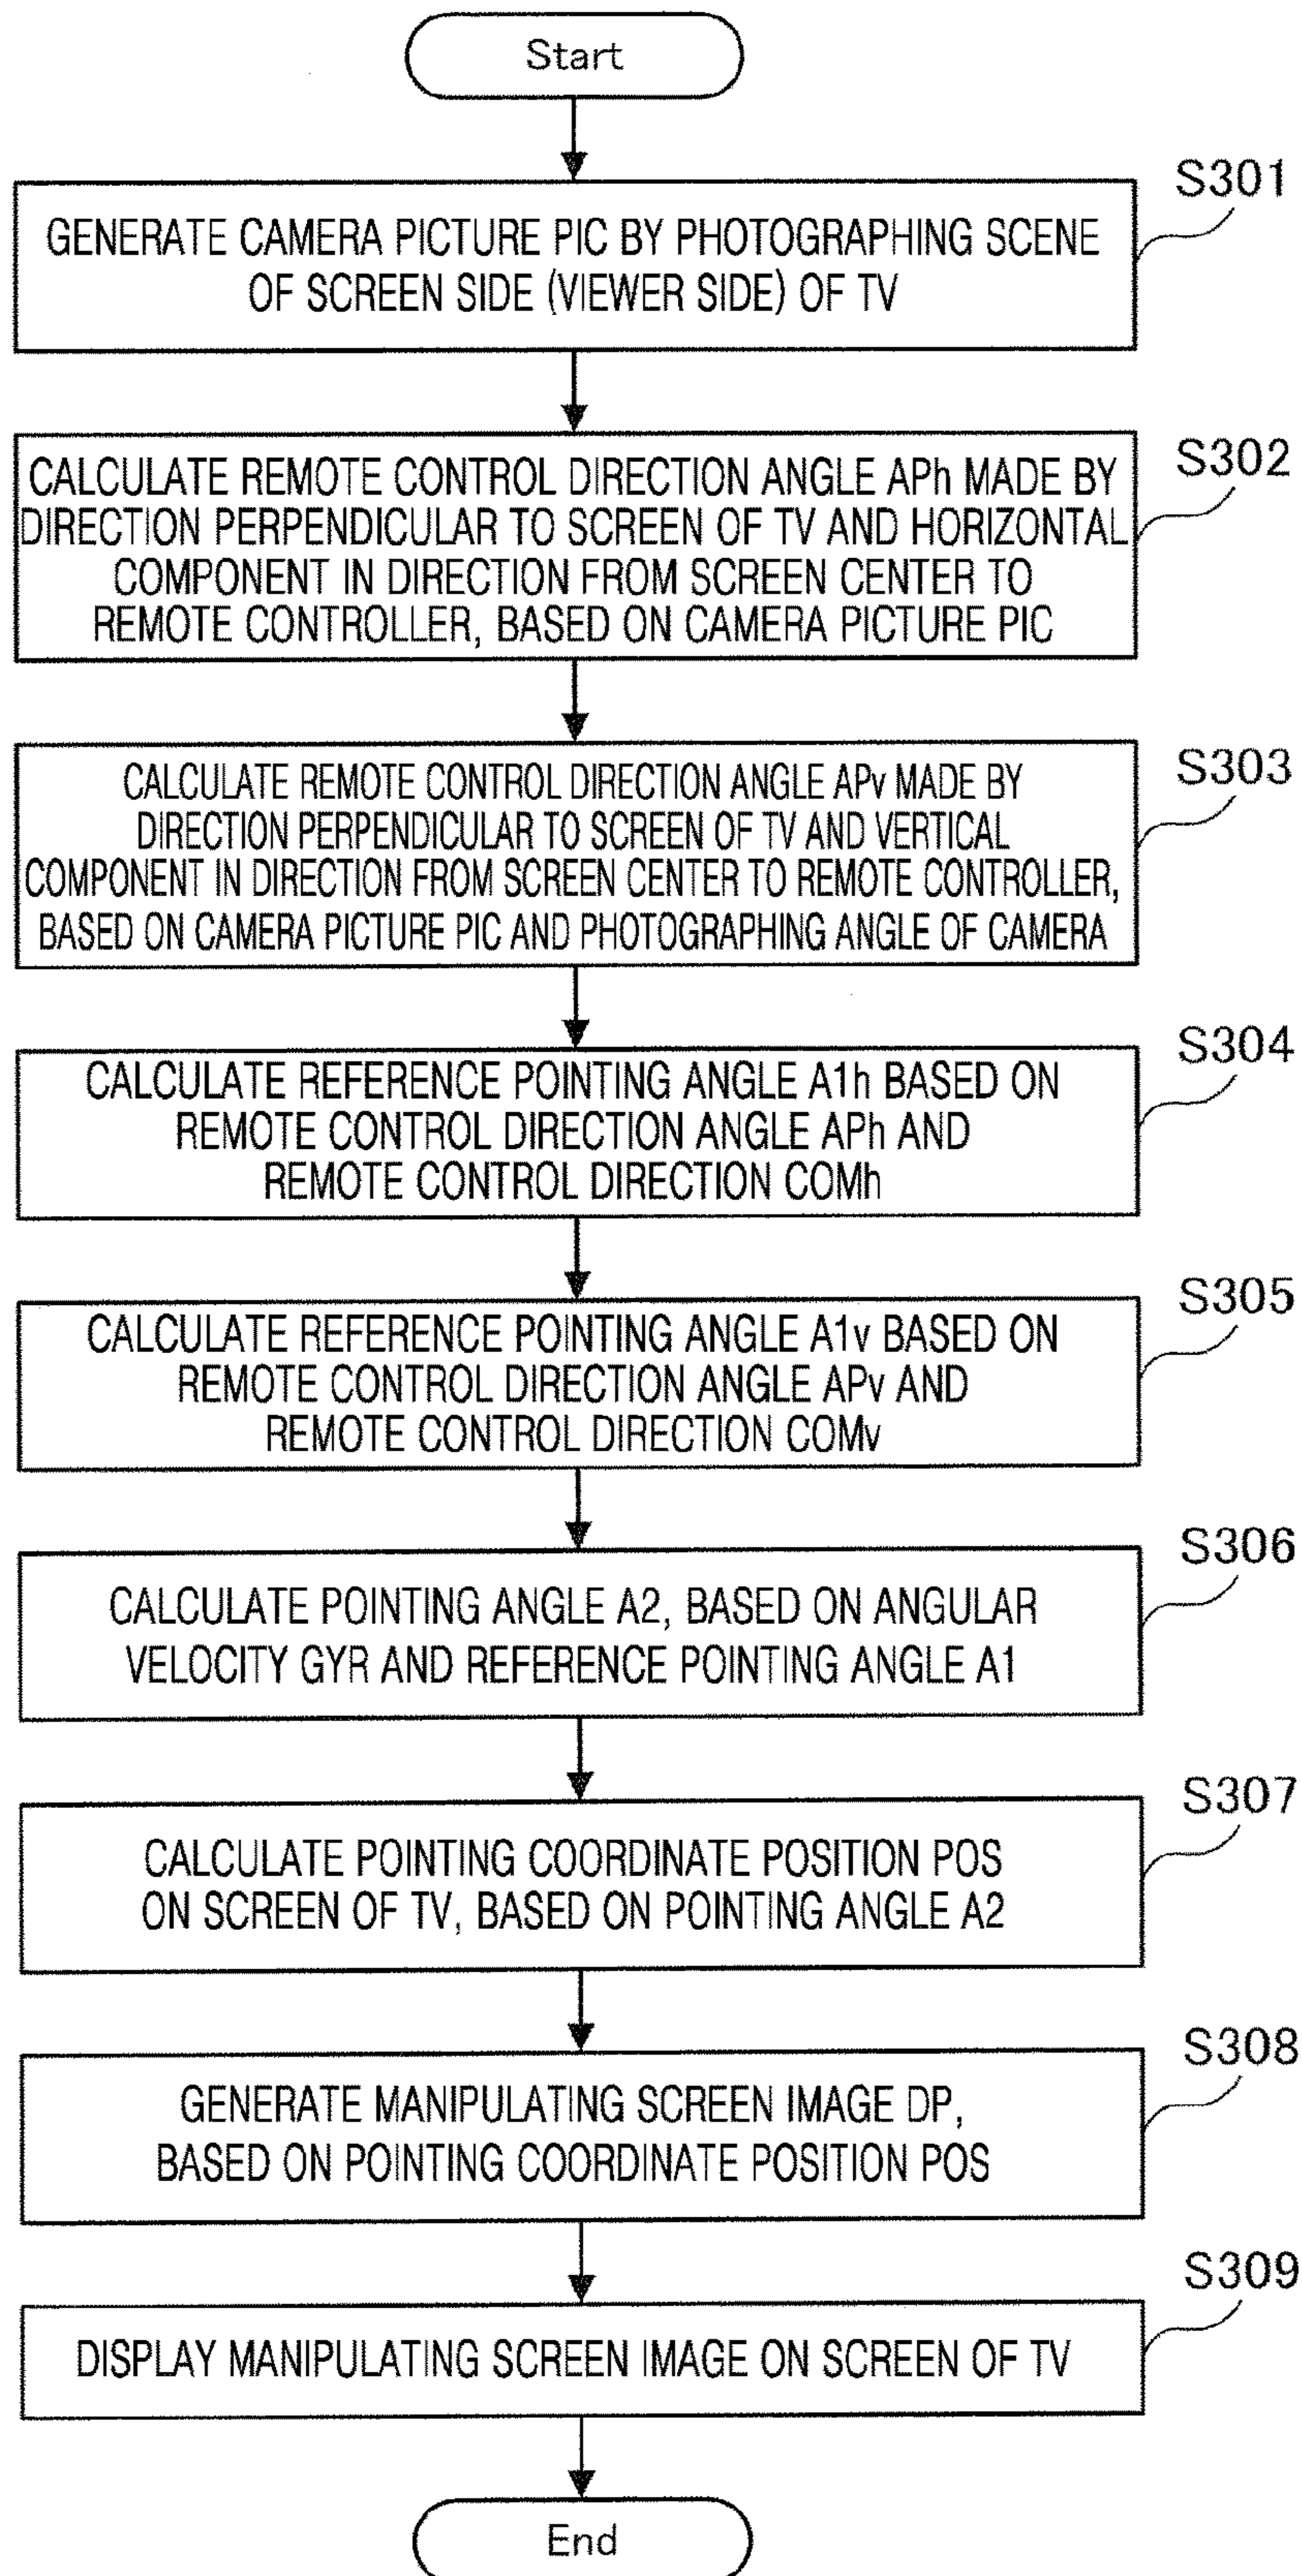 Start
S301
GENERATE CAMERA PICTURE PIC BY PHOTOGRAPHING SCENE
OF SCREEN SIDE (VIEWER SIDE) OF TV
S302
CALCULATE REMOTE CONTROL DIRECTION ANGLE APh MADE BY
DIRECTION PERPENDICULAR TO SCREEN OF TV AND HORIZONTAL
COMPONENT IN DIRECTION FROM SCREEN CENTER TO
REMOTE CONTROLLER, BASED ON CAMERA PICTURE PIC
S303
CALCULATE REMOTE CONTROL DIRECTION ANGLE APv MADE BY
DIRECTION PERPENDICULAR TO SCREEN OF TV AND VERTICAL
COMPONENT IN DIRECTION FROM SCREEN CENTER TO REMOTE CONTROLLER,
BASED ON CAMERA PICTURE PIC AND PHOTOGRAPHING ANGLE OF CAMERA
S304
CALCULATE REFERENCE POINTING ANGLE A1h BASED ON
REMOTE CONTROL DIRECTION ANGLE APh AND
REMOTE CONTROL DIRECTION COMh
S305
CALCULATE REFERENCE POINTING ANGLE A1v BASED ON
REMOTE CONTROL DIRECTION ANGLE APv AND
REMOTE CONTROL DIRECTION COMv
S306
CALCULATE POINTING ANGLE A2, BASED ON ANGULAR
VELOCITY GYR AND REFERENCE POINTING ANGLE A1
S307
CALCULATE POINTING COORDINATE POSITION POS
ON SCREEN OF TV, BASED ON POINTING ANGLE A2
S308
GENERATE MANIPULATING SCREEN IMAGE DP,
BASED ON POINTING COORDINATE POSITION POS
S309
DISPLAY MANIPULATING SCREEN IMAGE ON SCREEN OF TV
End